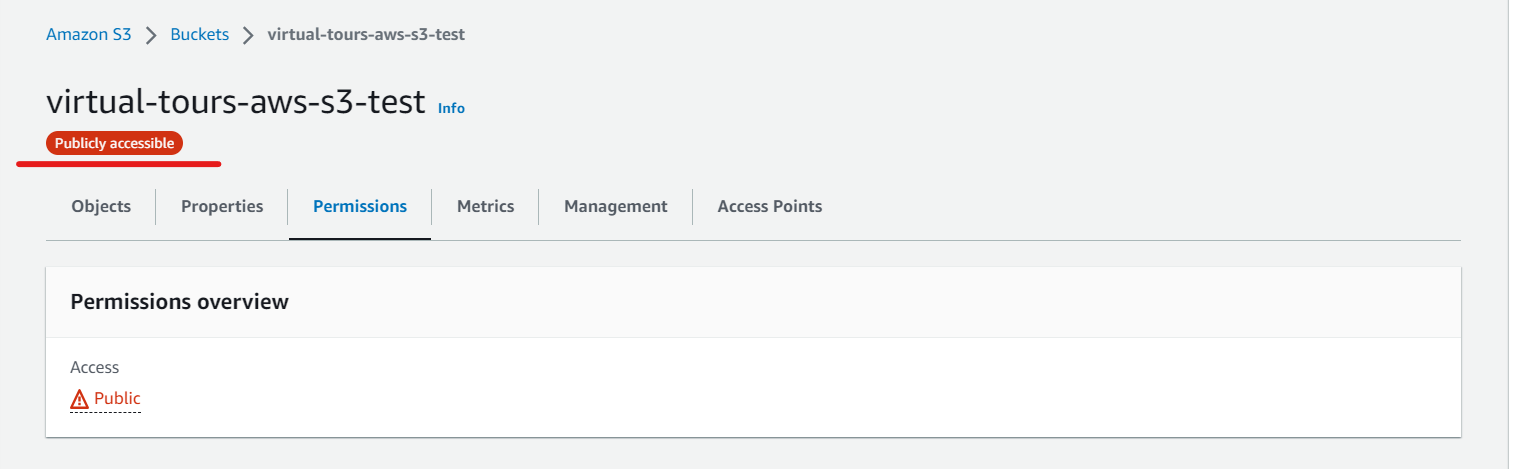 Amazon S3 > Buckets > virtual-tours-aws-s3-test
virtual-tours-aws-s3-test Info
Publicly accessible
Objects Properties Permissions Metrics Management Access Points
Permissions overview
Access
Public